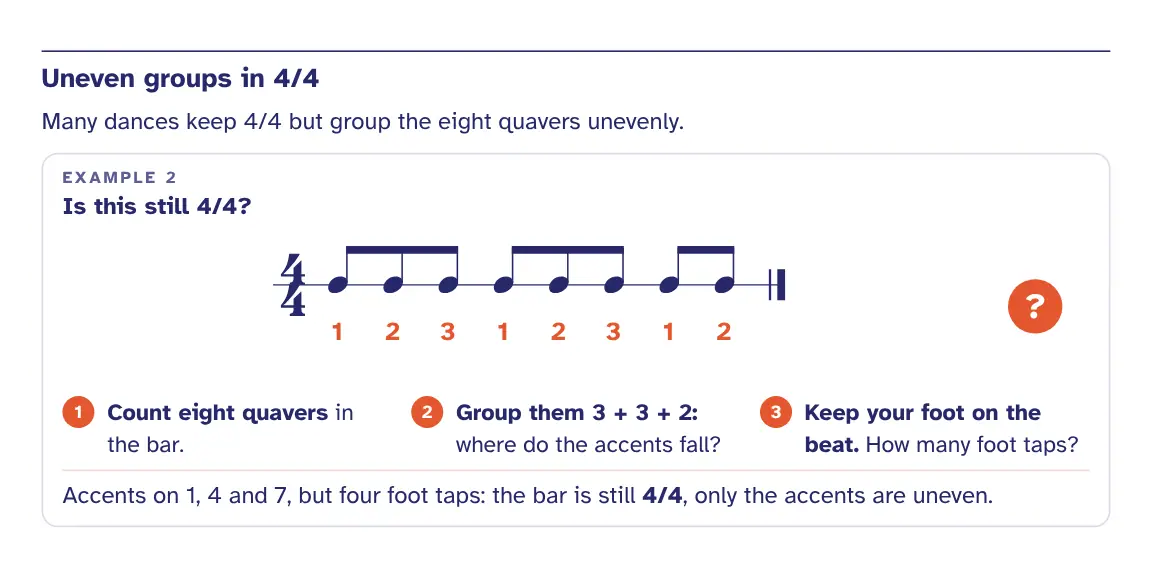 Uneven groups in 4/4
Many dances keep 4/4 but group the eight quavers unevenly.
EXAMPLE 2
Is this still 4/4?
4
4
1 2 3 1 2 3 1 2
?
1 Count eight quavers in
the bar.
2 Group them 3 + 3 + 2:
where do the accents fall?
3 Keep your foot on the
beat. How many foot taps?
Accents on 1, 4 and 7, but four foot taps: the bar is still 4/4, only the accents are uneven.